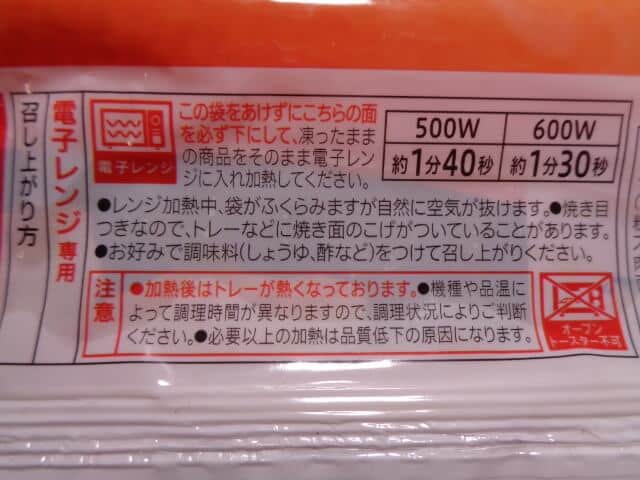 召し上がり方
電子レンジ専用
電子レンジ
この袋をあけずにこちらの面
を必ず下にして、凍ったまま
の商品をそのまま電子レン
ジに入れ加熱してください。
500W 600W
約1分40秒 約1分30秒
●レンジ加熱中、袋がふくらみますが自然に空気が抜けます。●焼き目
つきなので、トレーなどに焼き面のこげがついていることがあります。
●お好みで調味料(しょうゆ、酢など)をつけて召し上がりください。
注意
●加熱後はトレーが熱くなっております。●機種や品温に
よって調理時間が異なりますので、調理状況によりご判断
ください。●必要以上の加熱は品質低下の原因になります。
オーブン
トースター不可